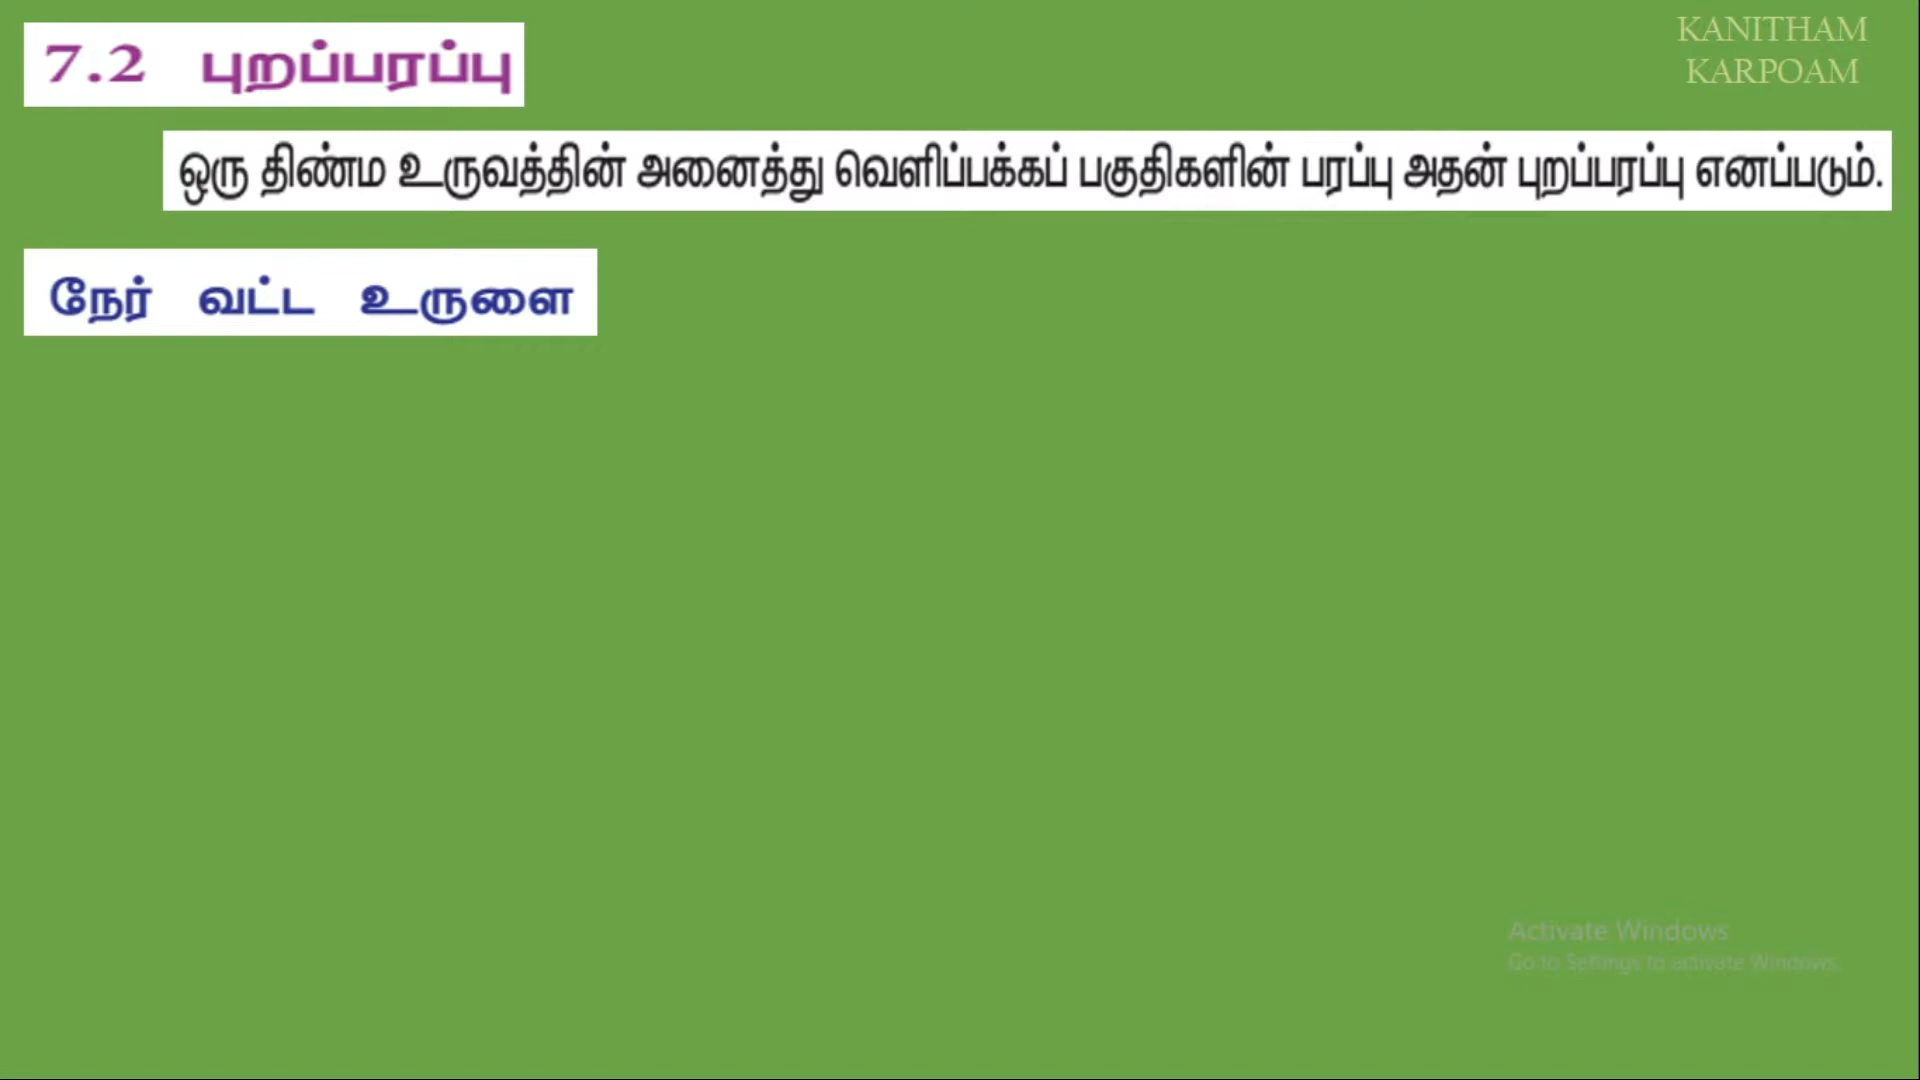 7.2 புறப்பரப்பு
KANITHAM
KARPOAM
ஒரு திண்ம உருவத்தின் அனைத்து வெளிப்பக்கப் பகுதிகளின் பரப்பு அதன் புறப்பரப்பு எனப்படும்.
நேர் வட்ட உருளை
Activate Windows
Go to Settings to activate Windows.